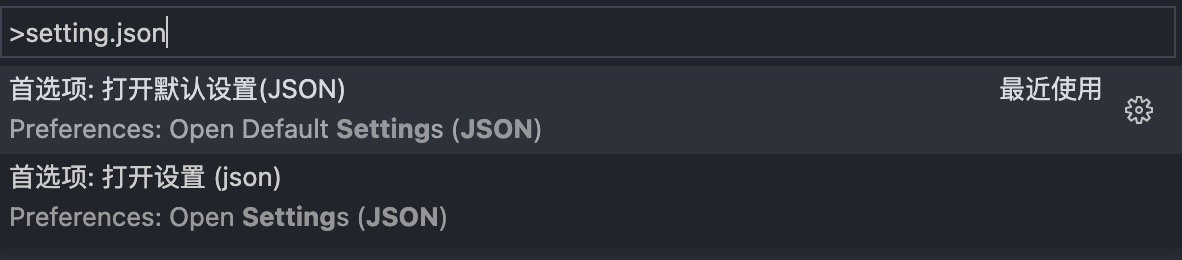 >setting.json
首选项: 打开默认设置(JSON)
最近使用
Preferences: Open Default Settings (JSON)
首选项: 打开设置 (json)
Preferences: Open Settings (JSON)